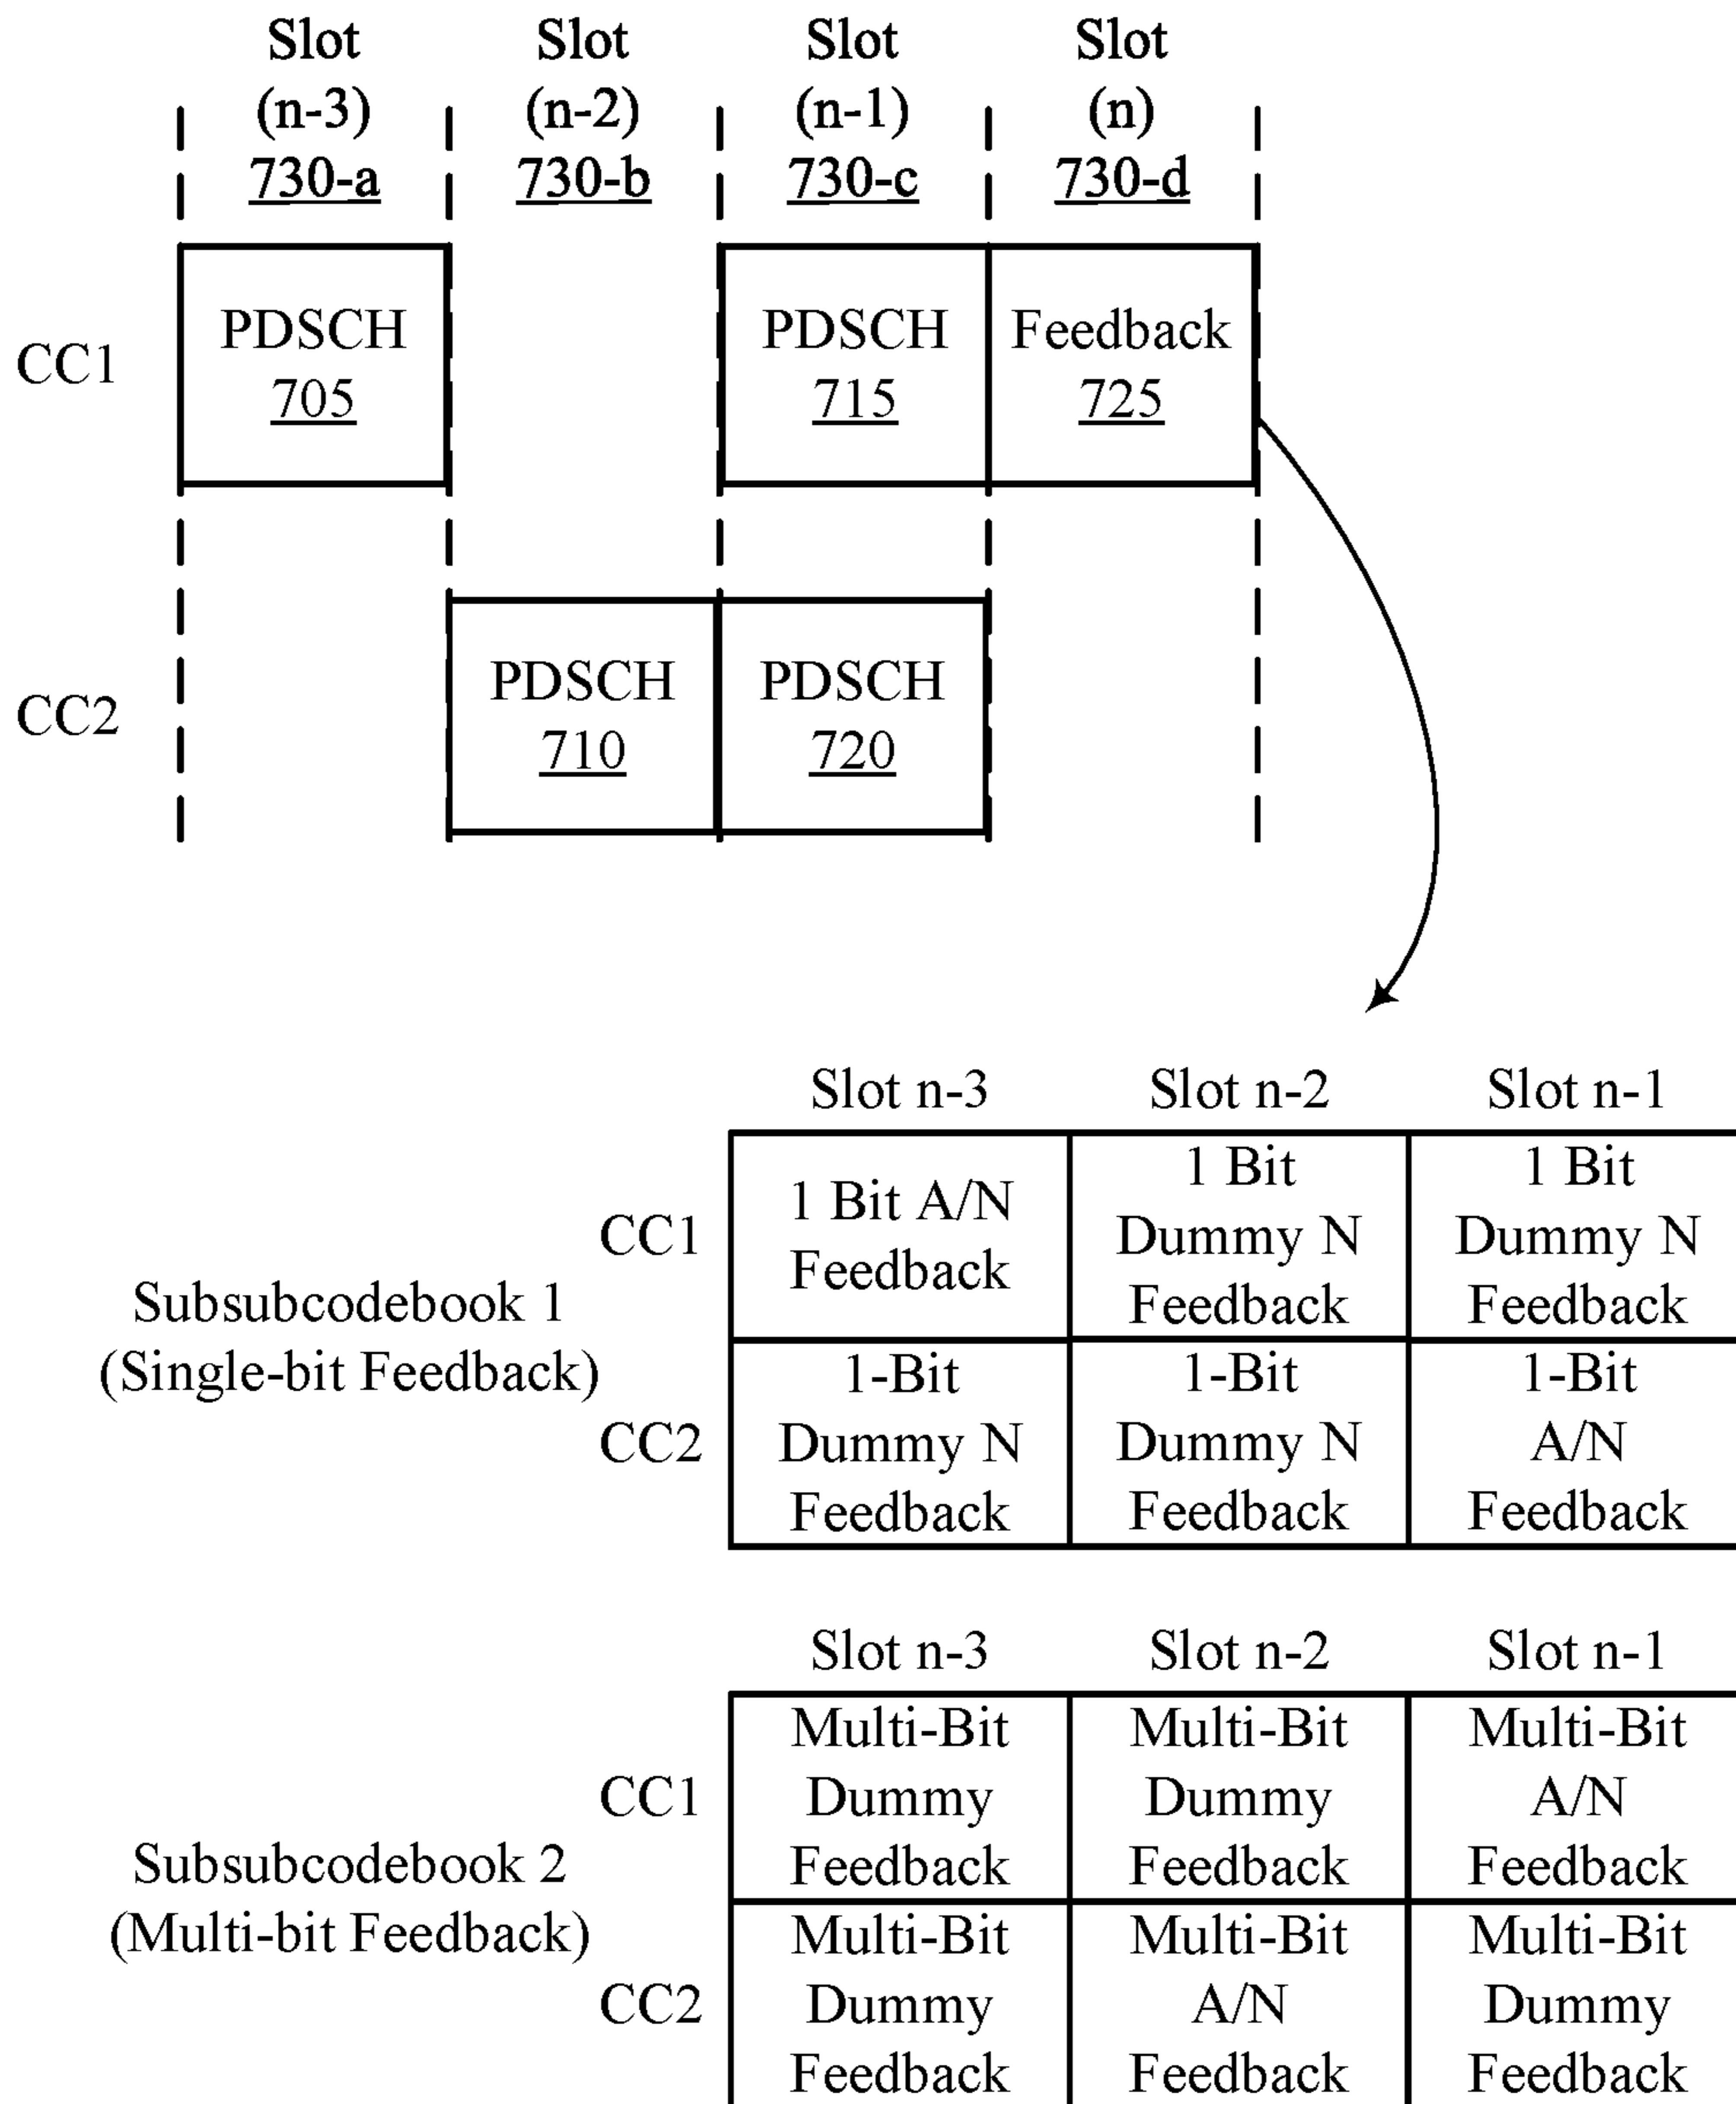 Slot Slot Slot Slot
(n-3) (n-2) (n-1) (n)
730-a 730-b 730-c 730-d
CC1
PDSCH PDSCH Feedback
705 715 725
CC2
PDSCH PDSCH
710 720
Slot n-3 Slot n-2 Slot n-1
Subsubcodebook 1
(Single-bit Feedback)
CC1
1 Bit A/N
Feedback
1 Bit
Dummy N
Feedback
1 Bit
Dummy N
Feedback
CC2
1-Bit
Dummy N
Feedback
1-Bit
Dummy N
Feedback
1-Bit
A/N
Feedback
Slot n-3 Slot n-2 Slot n-1
Subsubcodebook 2
(Multi-bit Feedback)
CC1
Multi-Bit
Dummy
Feedback
Multi-Bit
Dummy
Feedback
Multi-Bit
A/N
Feedback
CC2
Multi-Bit
Dummy
Feedback
Multi-Bit
A/N
Feedback
Multi-Bit
Dummy
Feedback